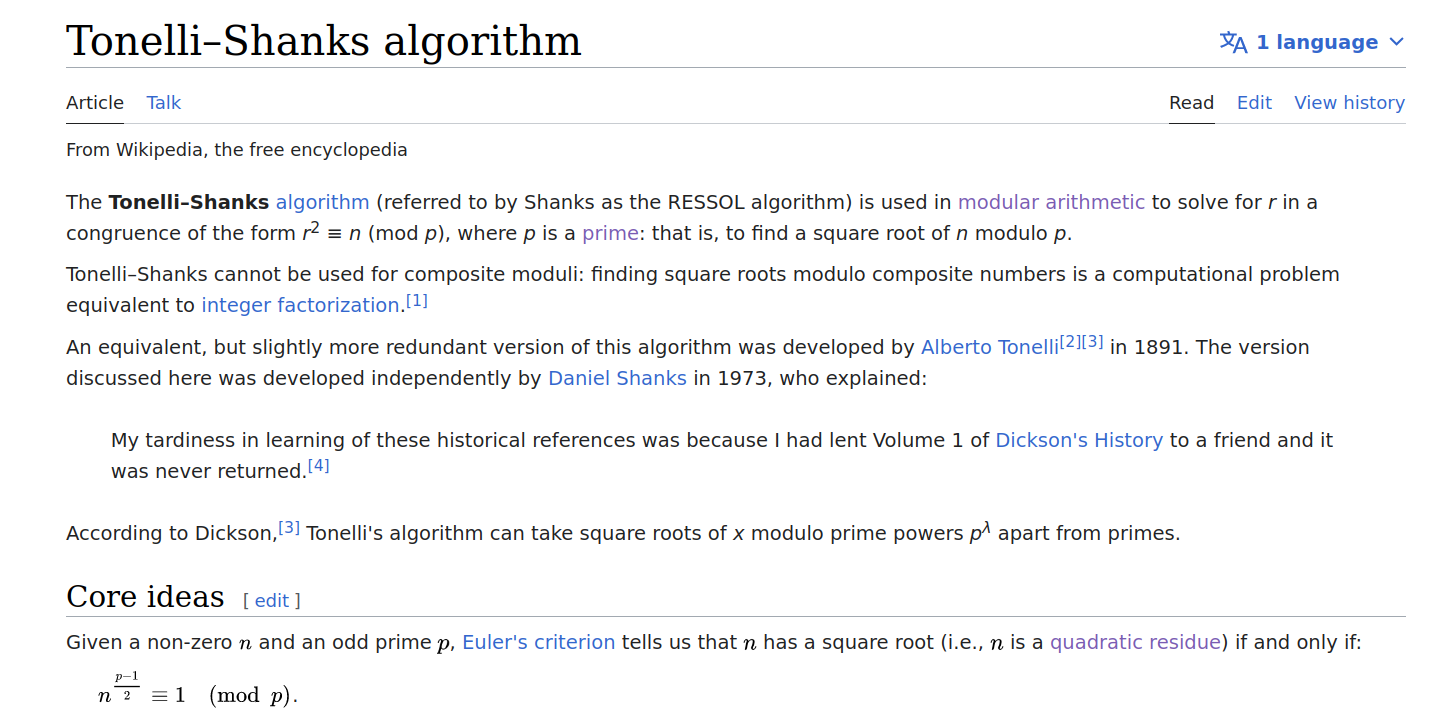 Tonelli–Shanks algorithm
1 language
Article Talk Read Edit View history
From Wikipedia, the free encyclopedia
The Tonelli–Shanks algorithm (referred to by Shanks as the RESSOL algorithm) is used in modular arithmetic to solve for r in a
congruence of the form r² ≡ n (mod p), where p is a prime: that is, to find a square root of n modulo p.
Tonelli–Shanks cannot be used for composite moduli: finding square roots modulo composite numbers is a computational problem
equivalent to integer factorization.[1]
An equivalent, but slightly more redundant version of this algorithm was developed by Alberto Tonelli[2][3] in 1891. The version
discussed here was developed independently by Daniel Shanks in 1973, who explained:
My tardiness in learning of these historical references was because I had lent Volume 1 of Dickson's History to a friend and it
was never returned.[4]
According to Dickson,[3] Tonelli's algorithm can take square roots of x modulo prime powers p^λ apart from primes.
Core ideas [ edit ]
Given a non-zero n and an odd prime p, Euler's criterion tells us that n has a square root (i.e., n is a quadratic residue) if and only if:
n^((p−1)/2) ≡ 1 (mod p).